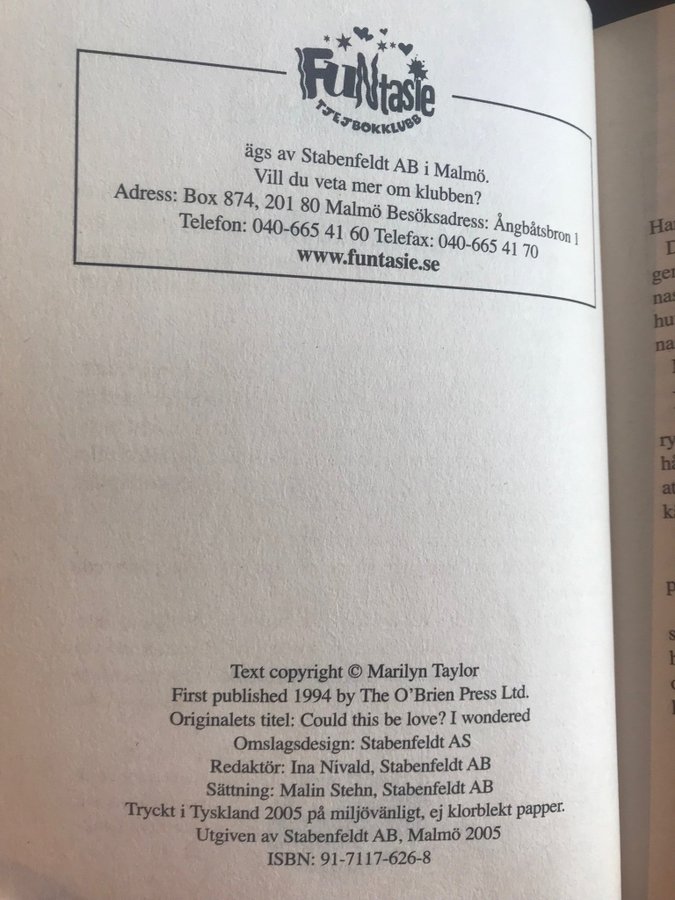 FUNtasie
TJEJBOKKLUBB
ägs av Stabenfeldt AB i Malmö.
Vill du veta mer om klubben?
Adress: Box 874, 201 80 Malmö Besöksadress: Ångbåtsbron 1
Telefon: 040-665 41 60 Telefax: 040-665 41 70
www.funtasie.se
Text copyright © Marilyn Taylor
First published 1994 by The O'Brien Press Ltd.
Originalets titel: Could this be love? I wondered
Omslagsdesign: Stabenfeldt AS
Redaktör: Ina Nivald, Stabenfeldt AB
Sättning: Malin Stehn, Stabenfeldt AB
Tryckt i Tyskland 2005 på miljövänligt, ej klorblekt papper.
Utgiven av Stabenfeldt AB, Malmö 2005
ISBN: 91-7117-626-8